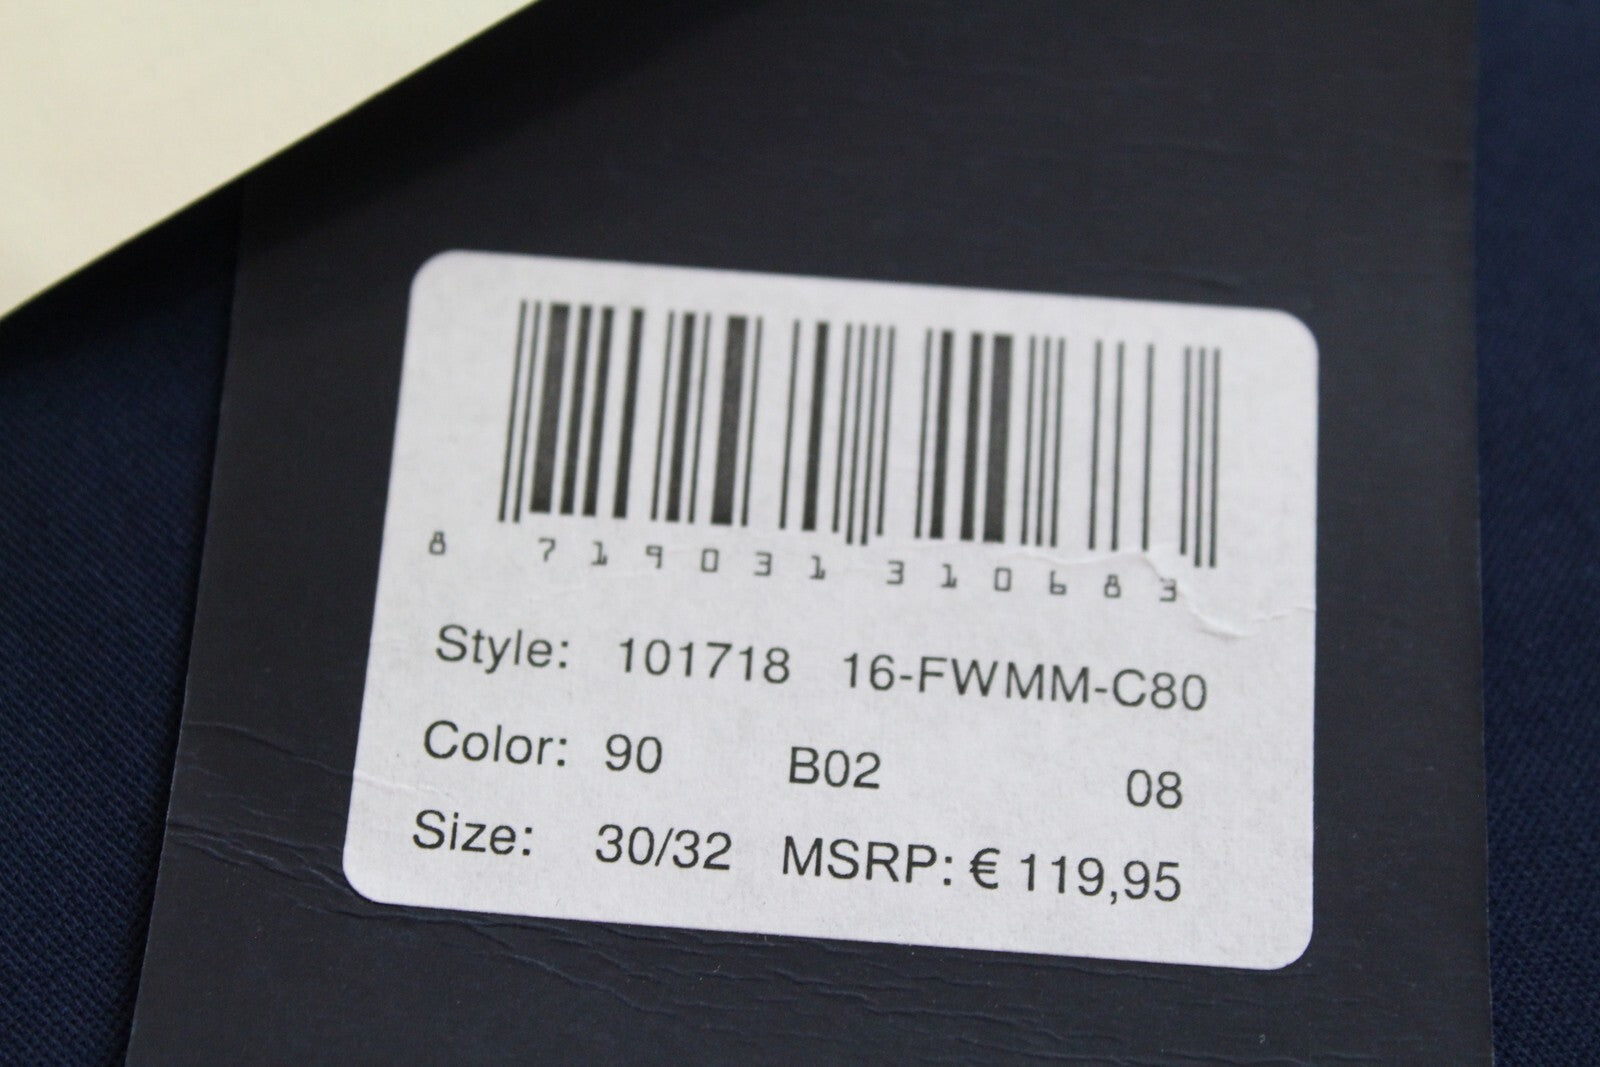 8 719031 310683
Style: 101718 16-FWMM-C80
Color: 90 B02 08
Size: 30/32 MSRP: € 119,95